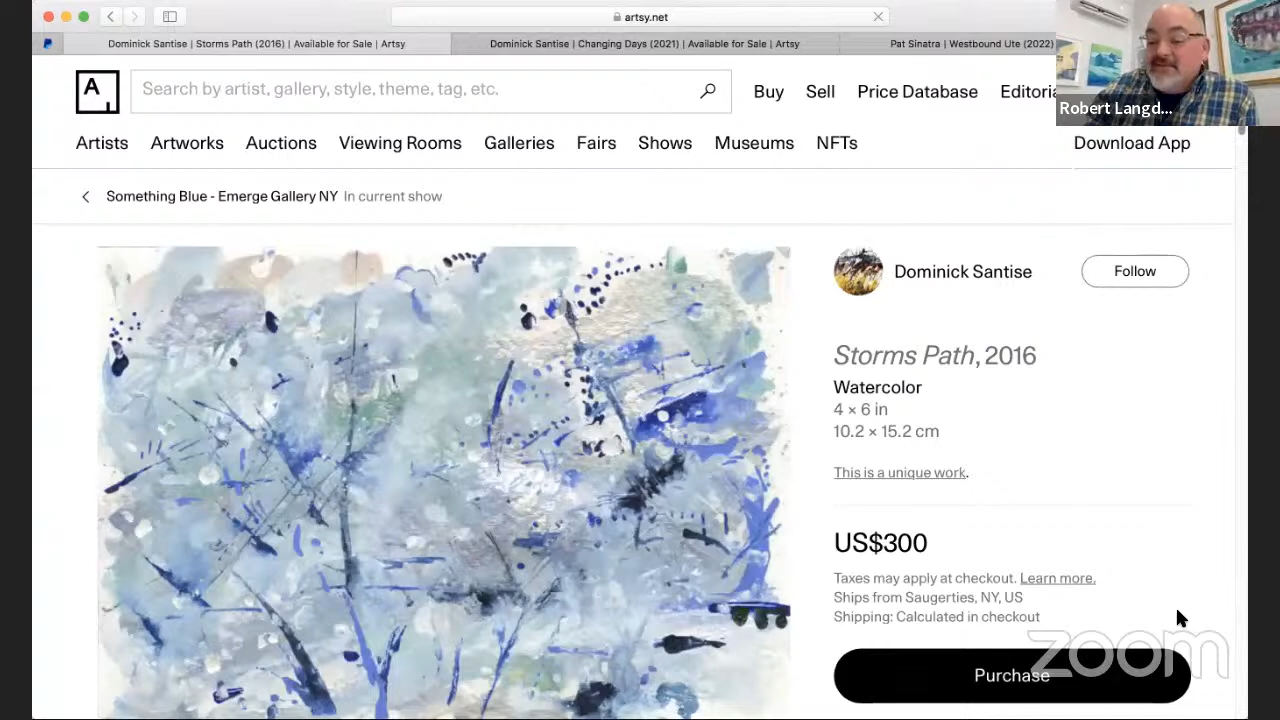 artsy.net
Dominick Santise | Storms Path (2016) | Available for Sale | Artsy
Dominick Santise | Changing Days (2021) | Available for Sale | Artsy
Pat Sinatra | Westbound Ute (2022)
A
Search by artist, gallery, style, theme, tag, etc.
Buy Sell Price Database Editoria
Robert Langd...
Artists Artworks Auctions Viewing Rooms Galleries Fairs Shows Museums NFTs Download App
Something Blue - Emerge Gallery NY In current show
Dominick Santise
Follow
Storms Path, 2016
Watercolor
4 × 6 in
10.2 × 15.2 cm
This is a unique work.
US$300
Taxes may apply at checkout. Learn more.
Ships from Saugerties, NY, US
Shipping: Calculated in checkout
zoom
Purchase